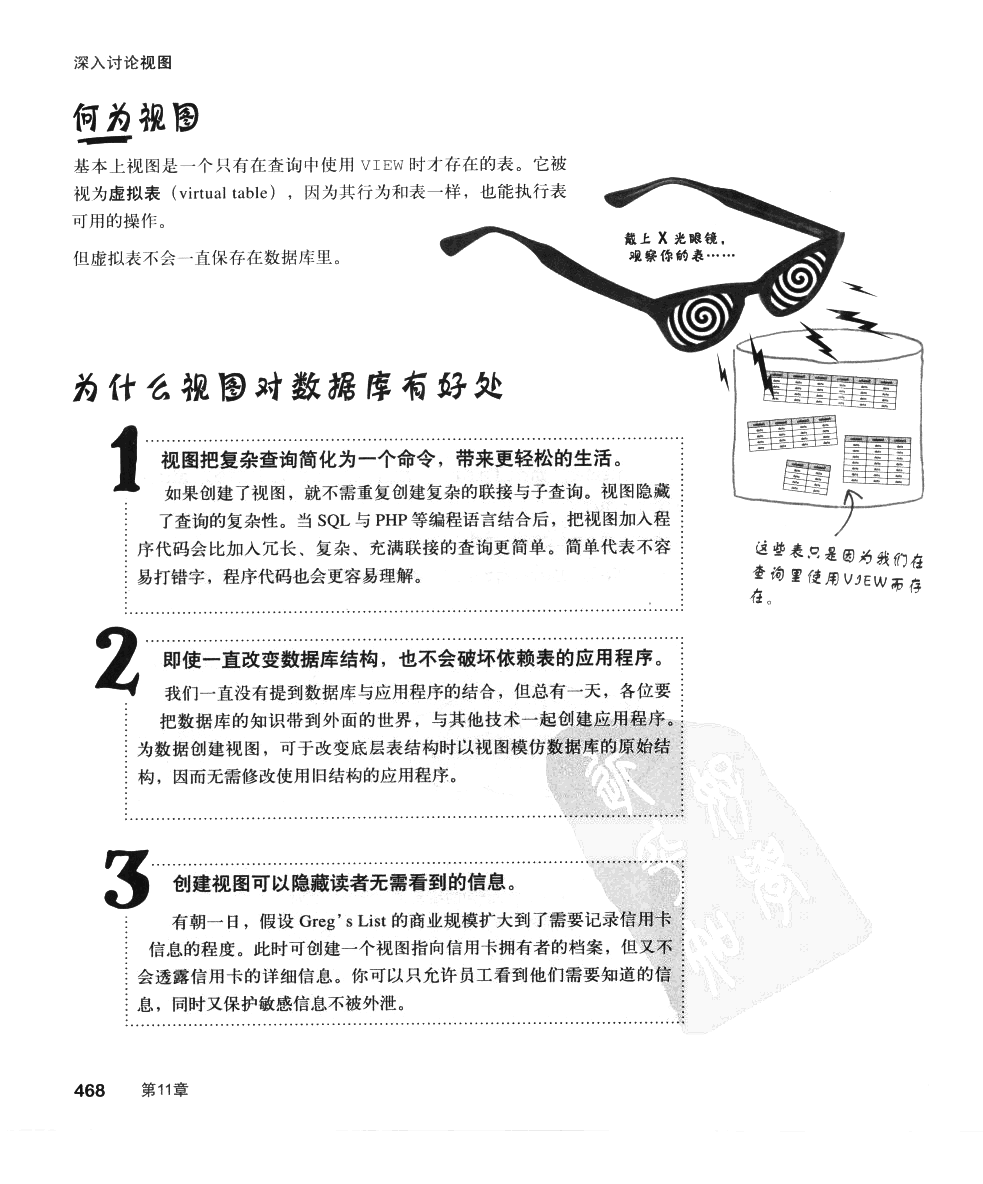 深入讨论视图
何为视图
基本上视图是一个只有在查询中使用 VIEW 时才存在的表。它被
视为虚拟表（virtual table），因为其行为和表一样，也能执行表
可用的操作。
但虚拟表不会一直保存在数据库里。
戴上 X 光眼镜，
观察你的表……
为什么视图对数据库有好处
1
视图把复杂查询简化为一个命令，带来更轻松的生活。
如果创建了视图，就不需重复创建复杂的联接与子查询。视图隐藏
了查询的复杂性。当 SQL 与 PHP 等编程语言结合后，把视图加入程
序代码会比加入冗长、复杂、充满联接的查询更简单。简单代表不容
易打错字，程序代码也会更容易理解。
这些表只是因为我们在
查询里使用VIEW而存
在。
2
即使一直改变数据库结构，也不会破坏依赖表的应用程序。
我们一直没有提到数据库与应用程序的结合，但总有一天，各位要
把数据库的知识带到外面的世界，与其他技术一起创建应用程序。
为数据创建视图，可于改变底层表结构时以视图模仿数据库的原始结
构，因而无需修改使用旧结构的应用程序。
3
创建视图可以隐藏读者无需看到的信息。
有朝一日，假设 Greg’s List 的商业规模扩大到了需要记录信用卡
信息的程度。此时可创建一个视图指向信用卡拥有者的档案，但又不
会透露信用卡的详细信息。你可以只允许员工看到他们需要知道的信
息，同时又保护敏感信息不被外泄。
468 第11章